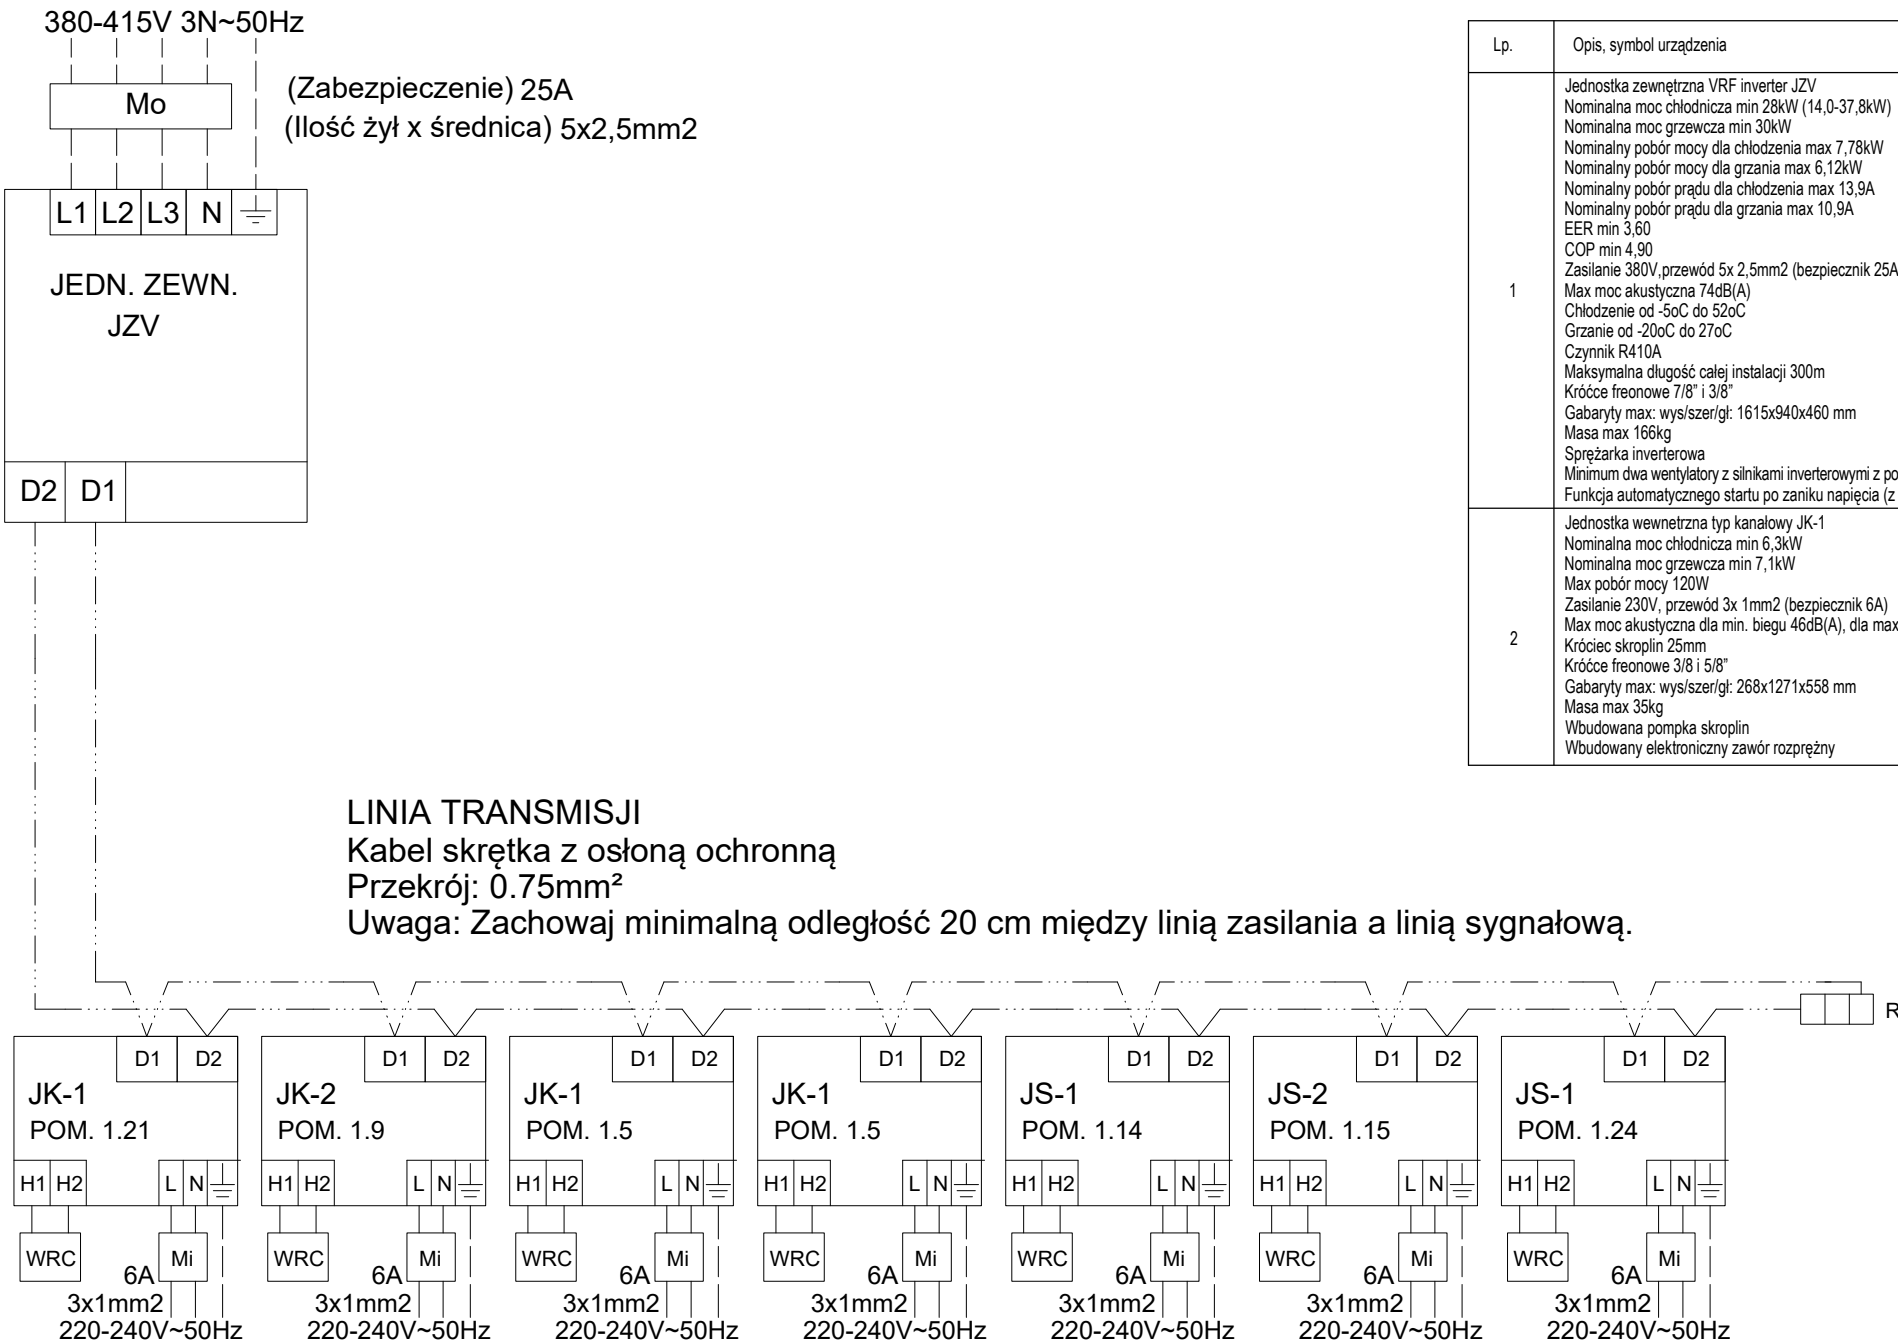 380-415V 3N~50Hz
Mo
(Zabezpieczenie) 25A
(Ilość żył x średnica) 5x2,5mm2
L1 L2 L3 N
JEDN. ZEWN.
JZV
D2 D1
Lp. Opis, symbol urządzenia
1
Jednostka zewnętrzna VRF inverter JZV
Nominalna moc chłodnicza min 28kW (14,0-37,8kW)
Nominalna moc grzewcza min 30kW
Nominalny pobór mocy dla chłodzenia max 7,78kW
Nominalny pobór mocy dla grzania max 6,12kW
Nominalny pobór prądu dla chłodzenia max 13,9A
Nominalny pobór prądu dla grzania max 10,9A
EER min 3,60
COP min 4,90
Zasilanie 380V,przewód 5x 2,5mm2 (bezpiecznik 25A
Max moc akustyczna 74dB(A)
Chłodzenie od -5oC do 52oC
Grzanie od -20oC do 27oC
Czynnik R410A
Maksymalna długość całej instalacji 300m
Króćce freonowe 7/8” i 3/8”
Gabaryty max: wys/szer/gł: 1615x940x460 mm
Masa max 166kg
Sprężarka inverterowa
Minimum dwa wentylatory z silnikami inverterowymi z po
Funkcja automatycznego startu po zaniku napięcia (z
2
Jednostka wewnetrzna typ kanałowy JK-1
Nominalna moc chłodnicza min 6,3kW
Nominalna moc grzewcza min 7,1kW
Max pobór mocy 120W
Zasilanie 230V, przewód 3x 1mm2 (bezpiecznik 6A)
Max moc akustyczna dla min. biegu 46dB(A), dla max
Króciec skroplin 25mm
Króćce freonowe 3/8 i 5/8”
Gabaryty max: wys/szer/gł: 268x1271x558 mm
Masa max 35kg
Wbudowana pompka skroplin
Wbudowany elektroniczny zawór rozprężny
LINIA TRANSMISJI
Kabel skrętka z osłoną ochronną
Przekrój: 0.75mm²
Uwaga: Zachowaj minimalną odległość 20 cm między linią zasilania a linią sygnałową.
R
D1 D2
JK-1
POM. 1.21
H1 H2 L N
WRC Mi
6A
3x1mm2
220-240V~50Hz
D1 D2
JK-2
POM. 1.9
H1 H2 L N
WRC Mi
6A
3x1mm2
220-240V~50Hz
D1 D2
JK-1
POM. 1.5
H1 H2 L N
WRC Mi
6A
3x1mm2
220-240V~50Hz
D1 D2
JK-1
POM. 1.5
H1 H2 L N
WRC Mi
6A
3x1mm2
220-240V~50Hz
D1 D2
JS-1
POM. 1.14
H1 H2 L N
WRC Mi
6A
3x1mm2
220-240V~50Hz
D1 D2
JS-2
POM. 1.15
H1 H2 L N
WRC Mi
6A
3x1mm2
220-240V~50Hz
D1 D2
JS-1
POM. 1.24
H1 H2 L N
WRC Mi
6A
3x1mm2
220-240V~50Hz